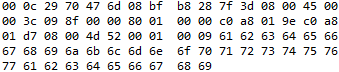 00 0c 29 70 47 6d 08 bf b8 28 7f 3d 08 00 45 00
00 3c 09 8f 00 00 80 01 00 00 c0 a8 01 9e c0 a8
01 d7 08 00 4d 52 00 01 00 09 61 62 63 64 65 66
67 68 69 6a 6b 6c 6d 6e 6f 70 71 72 73 74 75 76
77 61 62 63 64 65 66 67 68 69